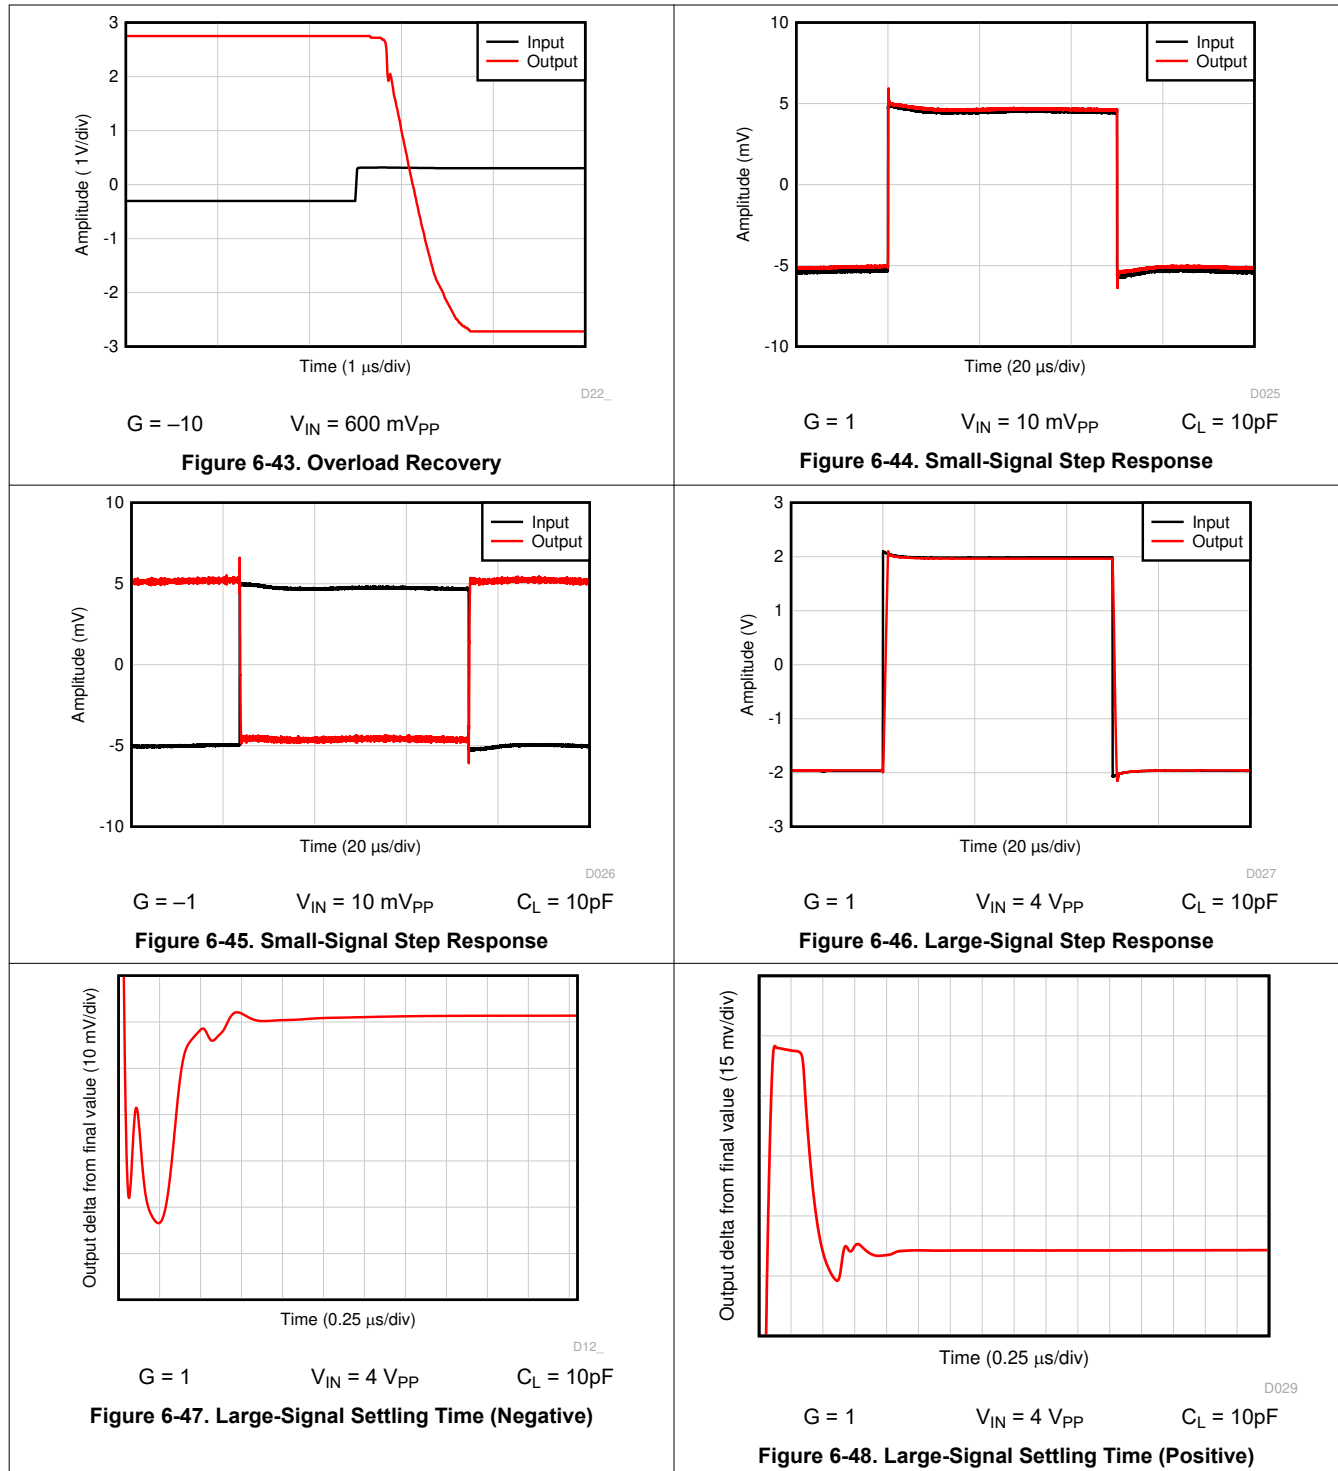 3
2
1
0
-1
-2
-3
Amplitude ( 1V/div)
Input
Output
Time (1 µs/div)
D22_
G = –10 V_IN = 600 mV_PP
Figure 6-43. Overload Recovery
10
5
0
-5
-10
Amplitude (mV)
Input
Output
Time (20 µs/div)
D025
G = 1 V_IN = 10 mV_PP C_L = 10pF
Figure 6-44. Small-Signal Step Response
10
5
0
-5
-10
Amplitude (mV)
Input
Output
Time (20 µs/div)
D026
G = –1 V_IN = 10 mV_PP C_L = 10pF
Figure 6-45. Small-Signal Step Response
3
2
1
0
-1
-2
-3
Amplitude (V)
Input
Output
Time (20 µs/div)
D027
G = 1 V_IN = 4 V_PP C_L = 10pF
Figure 6-46. Large-Signal Step Response
Output delta from final value (10 mV/div)
Time (0.25 µs/div)
D12_
G = 1 V_IN = 4 V_PP C_L = 10pF
Figure 6-47. Large-Signal Settling Time (Negative)
Output delta from final value (15 mv/div)
Time (0.25 µs/div)
D029
G = 1 V_IN = 4 V_PP C_L = 10pF
Figure 6-48. Large-Signal Settling Time (Positive)